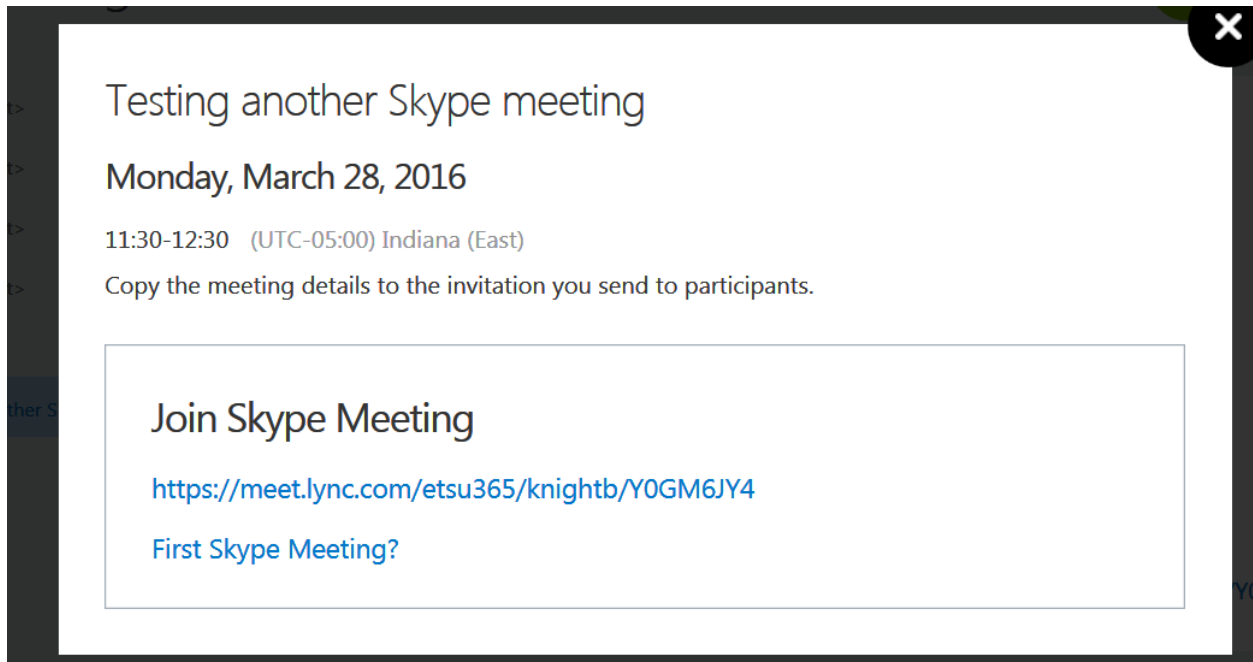 Testing another Skype meeting
Monday, March 28, 2016
11:30-12:30 (UTC-05:00) Indiana (East)
Copy the meeting details to the invitation you send to participants.
Join Skype Meeting
ther S
https://meet.lync.com/etsu365/knightb/Y0GM6JY4
First Skype Meeting?